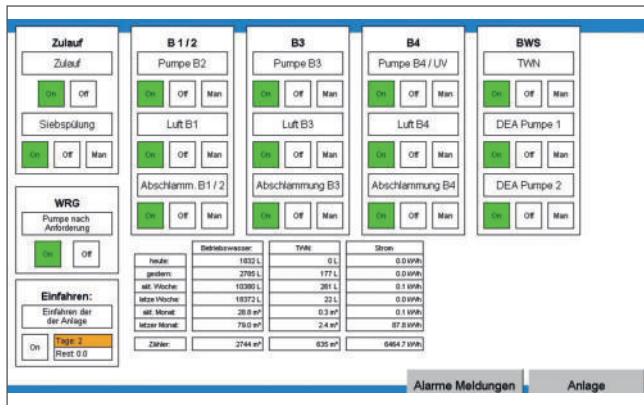 Zulauf
Zulauf
On Off
Siebspülung
On Off Man
WRG
Pumpe nach
Anforderung
On Off
Einfahren:
Einfahren der
der Anlage
On Tage: 2
Rest: 0.0
B 1 / 2
Pumpe B2
On Off Man
Luft B1
On Off Man
Abschlamm. B1 / 2
On Off Man
B3
Pumpe B3
On Off Man
Luft B3
On Off Man
Abschlammung B3
On Off Man
B4
Pumpe B4 / UV
On Off Man
Luft B4
On Off Man
Abschlammung B4
On Off Man
BWS
TWN
On Off Man
DEA Pumpe 1
On Off Man
DEA Pumpe 2
On Off Man
Betriebswasser: TWN: Strom
heute: 1832 L 0 L 0.0 kWh
gestern: 2785 L 177 L 0.0 kWh
akt. Woche: 10380 L 261 L 0.1 kWh
letze Woche: 18372 L 22 L 0.0 kWh
akt. Monat: 28.8 m³ 0.3 m³ 0.1 kWh
letzer Monat: 79.0 m³ 2.4 m³ 87.8 kWh
Zähler: 2744 m³ 635 m³ 6464.7 kWh
Alarme Meldungen Anlage